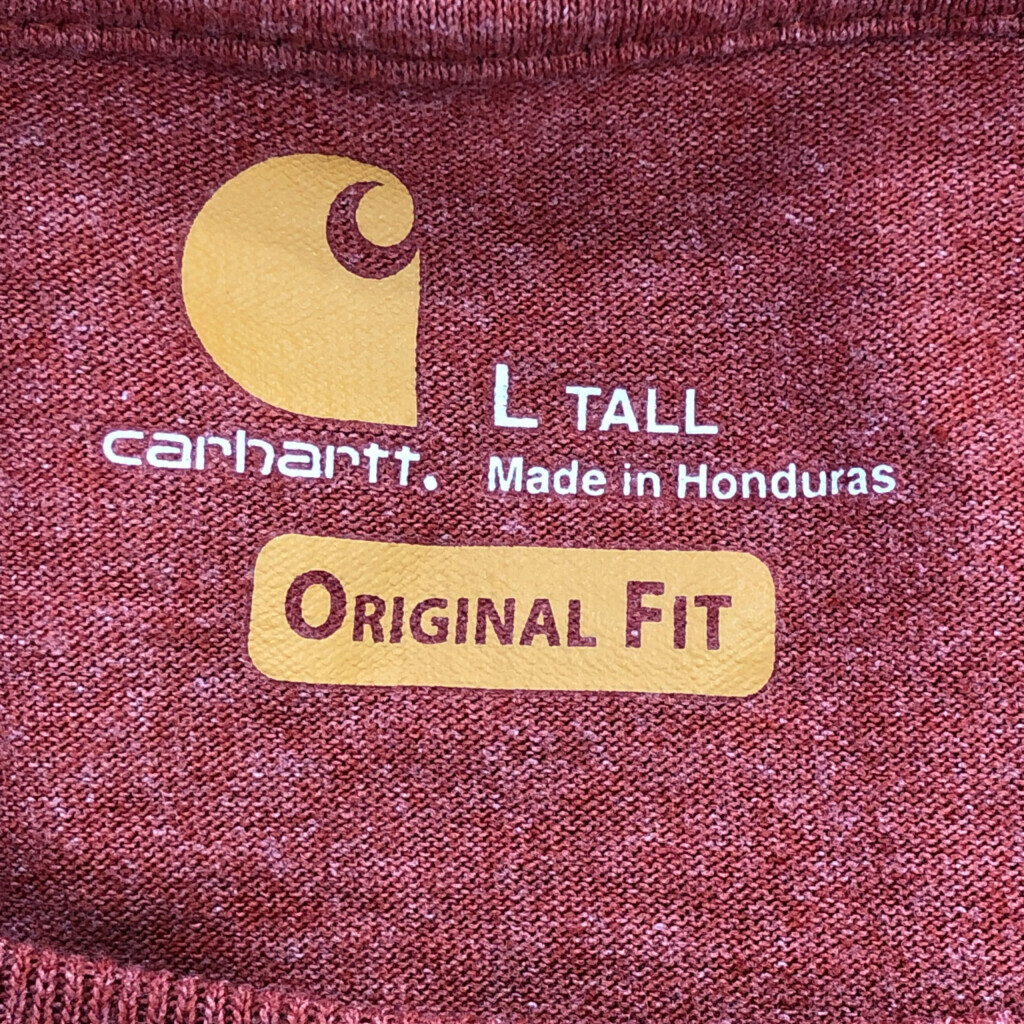 L TALL
carhartt.
Made in Honduras
ORIGINAL FIT